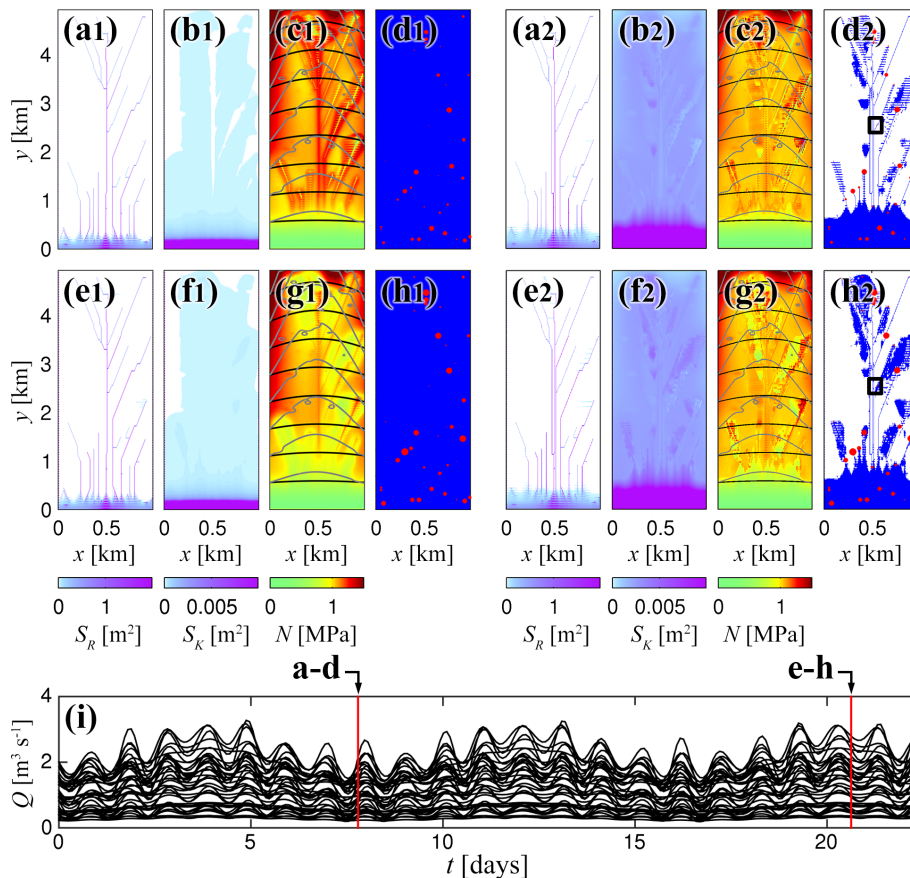 (a1) (b1) (c1) (d1) (a2) (b2) (c2) (d2)
4
3
2
1
0
y [km]
(e1) (f1) (g1) (h1) (e2) (f2) (g2) (h2)
4
3
2
1
0
y [km]
0 0.5 0 0.5 0 0.5 0 0.5 0 0.5 0 0.5 0 0.5 0 0.5
x [km] x [km] x [km] x [km] x [km] x [km] x [km] x [km]
0 1 0 0.005 0 1 0 1 0 0.005 0 1
S_R [m²] S_K [m²] N [MPa] S_R [m²] S_K [m²] N [MPa]
a-d e-h
(i)
4
2
0
Q [m³ s⁻¹]
0 5 10 15 20
t [days]